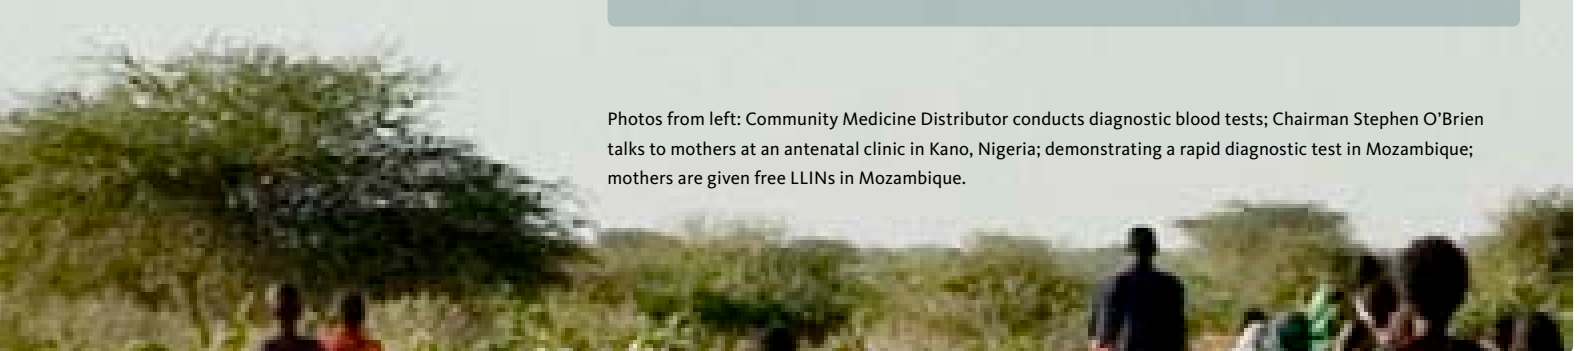 Photos from left: Community Medicine Distributor conducts diagnostic blood tests; Chairman Stephen O’Brien
talks to mothers at an antenatal clinic in Kano, Nigeria; demonstrating a rapid diagnostic test in Mozambique;
mothers are given free LLINs in Mozambique.